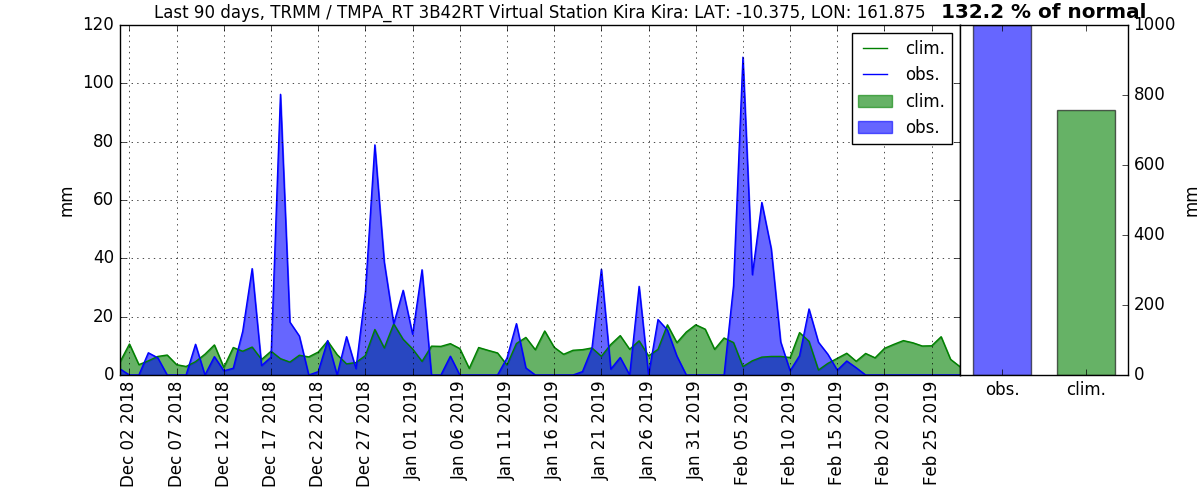 Last 90 days, TRMM / TMPA_RT 3B42RT Virtual Station Kira Kira: LAT: -10.375, LON: 161.875
132.2 % of normal
120
100
80
60
40
20
0
mm
clim.
obs.
clim.
obs.
1000
800
600
400
200
0
mm
Dec 02 2018
Dec 07 2018
Dec 12 2018
Dec 17 2018
Dec 22 2018
Dec 27 2018
Jan 01 2019
Jan 06 2019
Jan 11 2019
Jan 16 2019
Jan 21 2019
Jan 26 2019
Jan 31 2019
Feb 05 2019
Feb 10 2019
Feb 15 2019
Feb 20 2019
Feb 25 2019
obs.
clim.